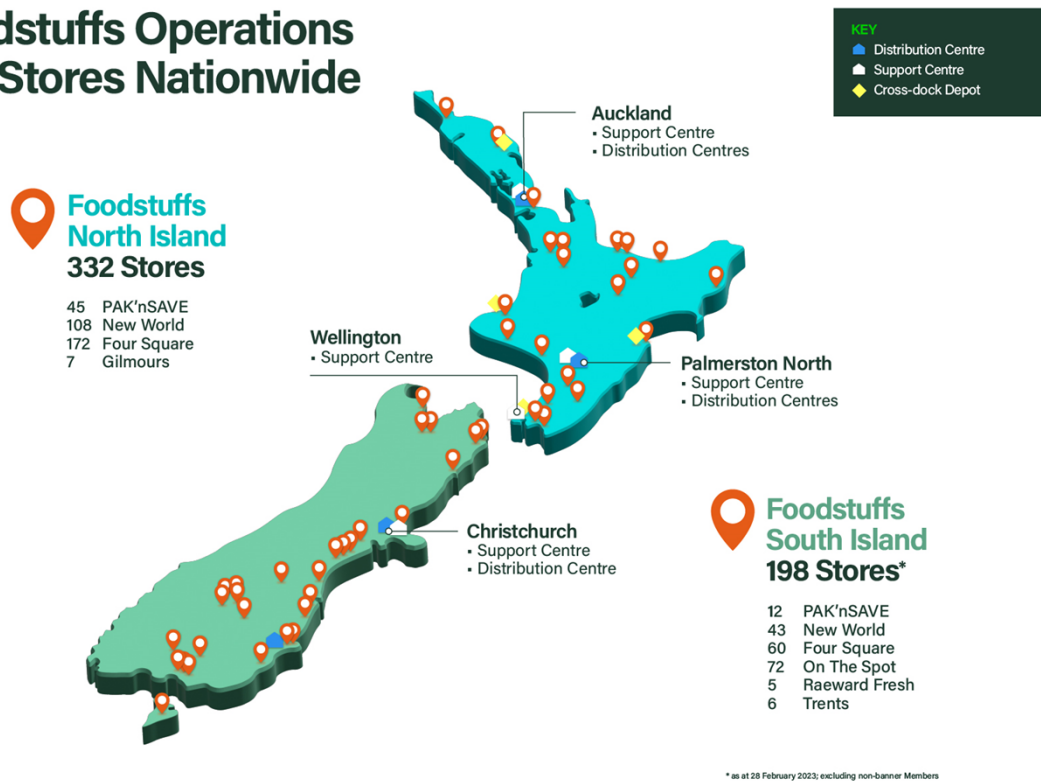 dstuffs Operations
Stores Nationwide
KEY
Distribution Centre
Support Centre
Cross-dock Depot
Auckland
▪ Support Centre
▪ Distribution Centres
Foodstuffs
North Island
332 Stores
45 PAK'nSAVE
108 New World
172 Four Square
7 Gilmours
Wellington
▪ Support Centre
Palmerston North
▪ Support Centre
▪ Distribution Centres
Christchurch
▪ Support Centre
▪ Distribution Centre
Foodstuffs
South Island
198 Stores*
12 PAK'nSAVE
43 New World
60 Four Square
72 On The Spot
5 Raeward Fresh
6 Trents
* as at 28 February 2023; excluding non-banner Members